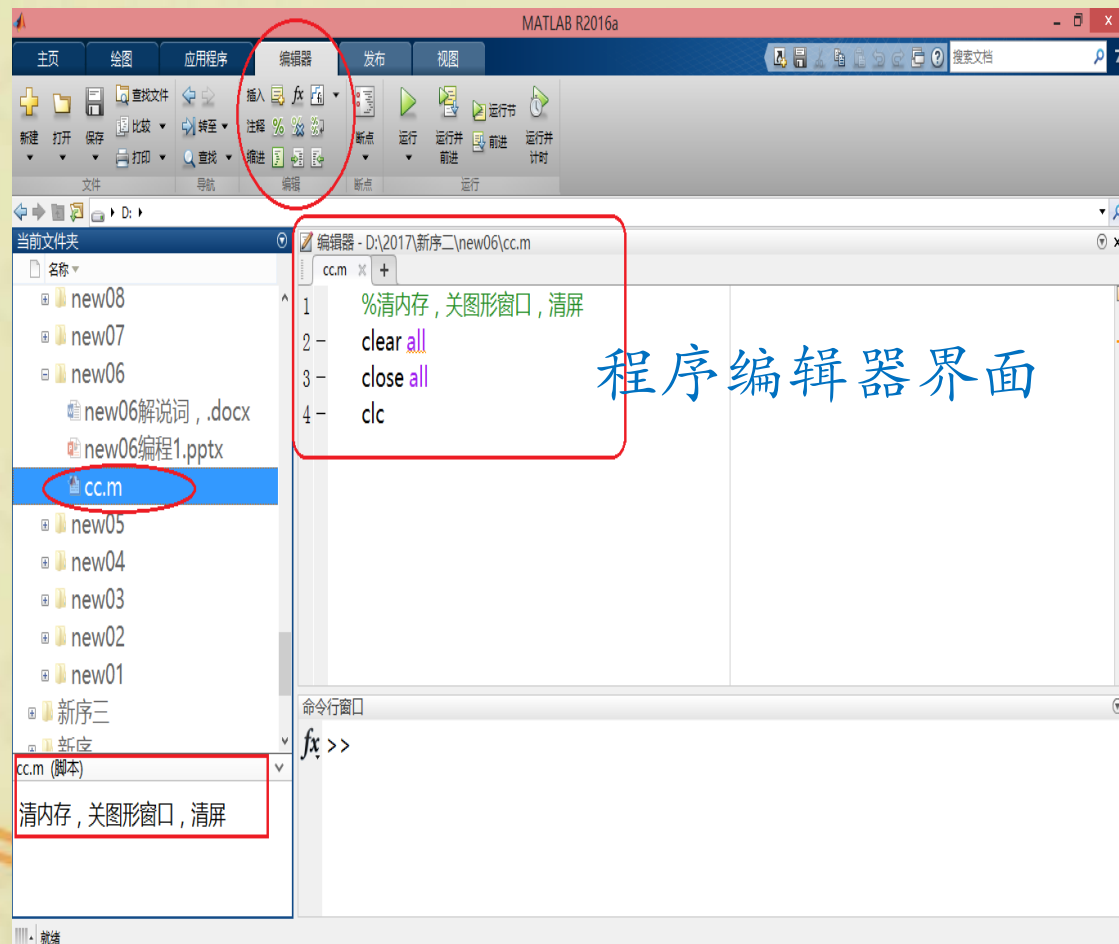 MATLAB R2016a
主页 绘图 应用程序 编辑器 发布 视图 搜索文档
查找文件 插入 fx 运行节
新建 打开 保存 比较 转至 注释 断点 运行 运行并前进 前进 运行并计时
打印 查找 缩进
文件 导航 编辑 断点 运行
D:
当前文件夹
名称
new08
new07
new06
new06解说词，.docx
new06编程1.pptx
cc.m
new05
new04
new03
new02
new01
新序三
新序
cc.m (脚本)
清内存，关图形窗口，清屏
编辑器 - D:\2017\新序二\new06\cc.m
cc.m × +
1 %清内存，关图形窗口，清屏
2 – clear all
3 – close all
4 – clc
程序编辑器界面
命令行窗口
fx >>
就绪